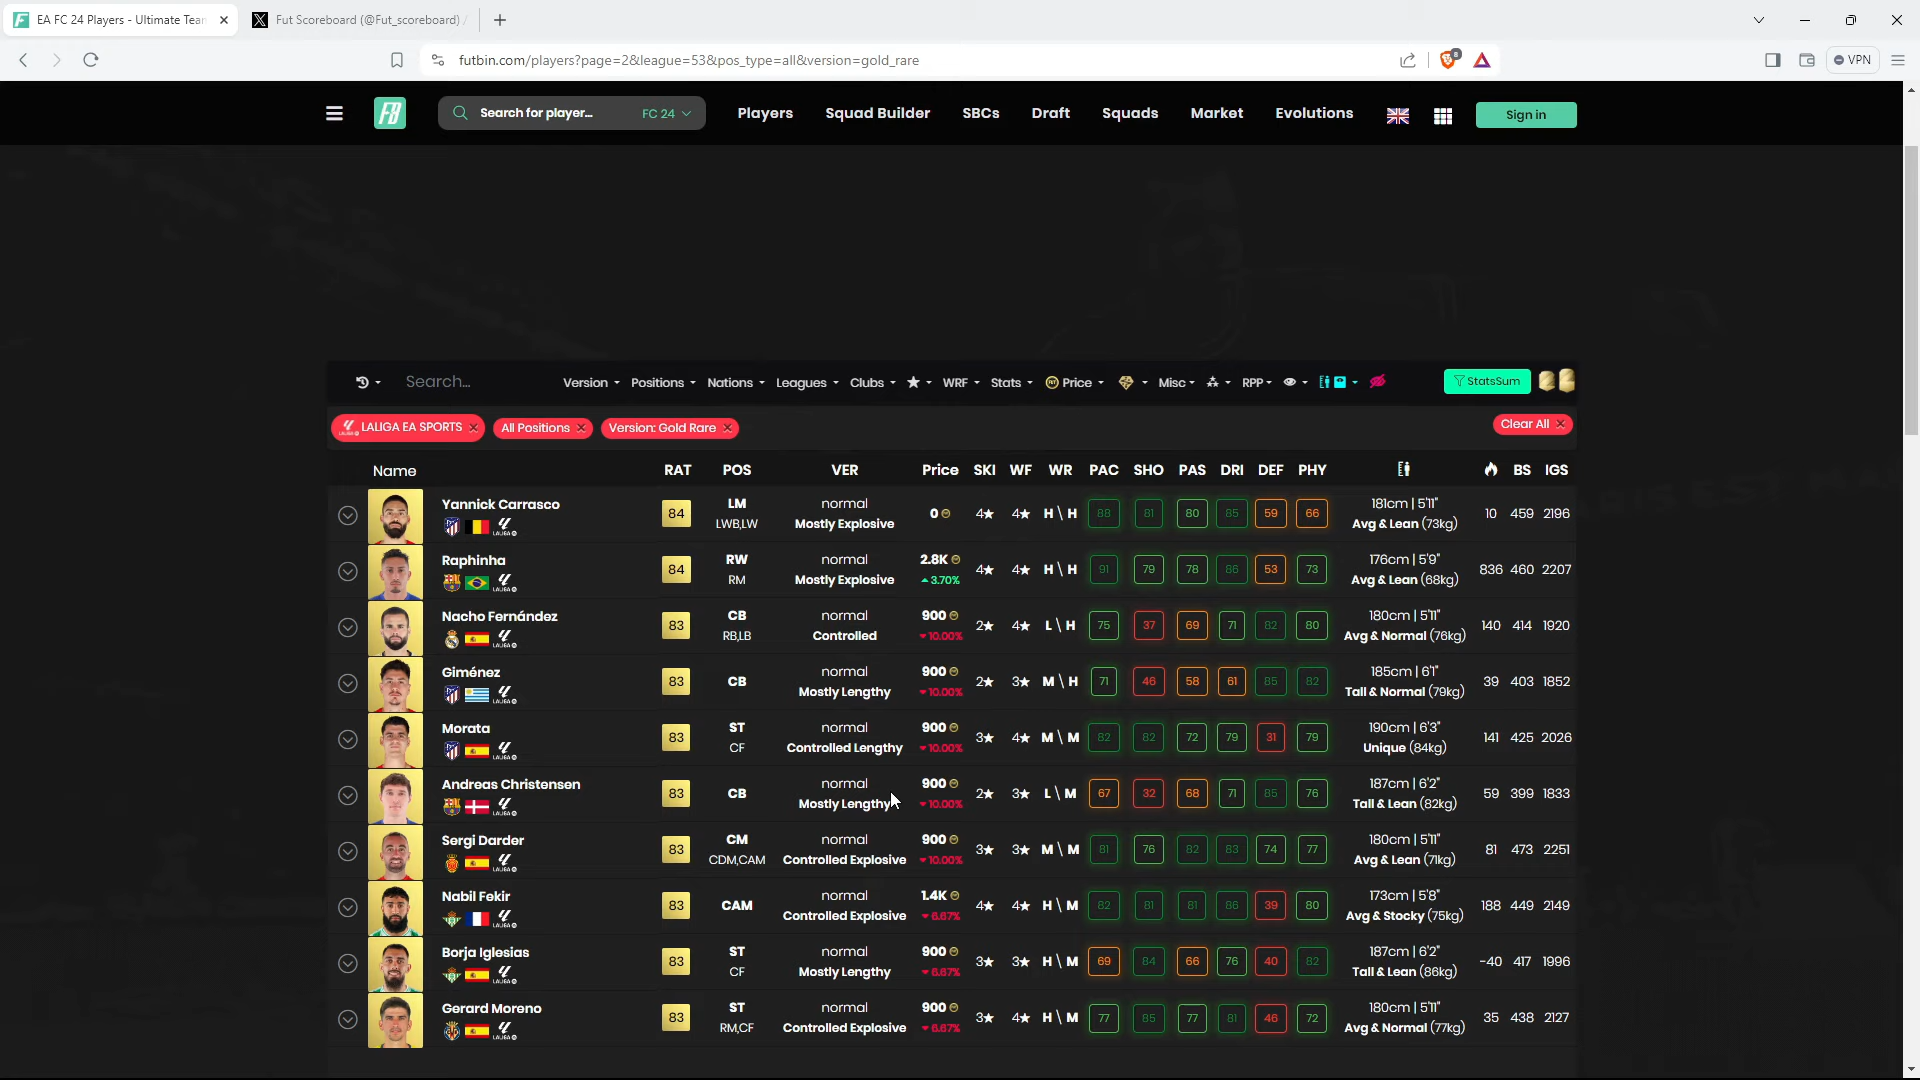 EA FC 24 Players - Ultimate Tean
Fut Scoreboard (@Fut_scoreboard) /
futbin.com/players?page=2&league=53&pos_type=all&version=gold_rare
8
VPN
FB
Search for player...
FC 24
Players
Squad Builder
SBCs
Draft
Squads
Market
Evolutions
Sign in
Search...
Version
Positions
Nations
Leagues
Clubs
WRF
Stats
Price
Misc
RPP
StatsSum
LALIGA EA SPORTS
All Positions
Version: Gold Rare
Clear All
Name RAT POS VER Price SKI WF WR PAC SHO PAS DRI DEF PHY BS IGS
Yannick Carrasco 84 LM normal 0 4★ 4★ H \ H 88 81 80 85 59 66 181cm | 5'11" 10 459 2196
LWB,LW Mostly Explosive Avg & Lean (73kg)
Raphinha 84 RW normal 2.8K 4★ 4★ H \ H 91 79 78 86 53 73 176cm | 5'9" 836 460 2207
RM Mostly Explosive 3.70% Avg & Lean (68kg)
Nacho Fernández 83 CB normal 900 2★ 4★ L \ H 75 37 69 71 82 80 180cm | 5'11" 140 414 1920
RB,LB Controlled 10.00% Avg & Normal (76kg)
Giménez 83 CB normal 900 2★ 3★ M \ H 71 46 58 61 85 82 185cm | 6'1" 39 403 1852
Mostly Lengthy 10.00% Tall & Normal (79kg)
Morata 83 ST normal 900 3★ 4★ M \ M 82 82 72 79 31 79 190cm | 6'3" 141 425 2026
CF Controlled Lengthy 10.00% Unique (84kg)
Andreas Christensen 83 CB normal 900 2★ 3★ L \ M 67 32 68 71 85 76 187cm | 6'2" 59 399 1833
Mostly Lengthy 10.00% Tall & Lean (82kg)
Sergi Darder 83 CM normal 900 3★ 3★ M \ M 81 76 82 83 74 77 180cm | 5'11" 81 473 2251
CDM,CAM Controlled Explosive 10.00% Avg & Lean (71kg)
Nabil Fekir 83 CAM normal 1.4K 4★ 4★ H \ M 82 81 81 86 39 80 173cm | 5'8" 188 449 2149
Controlled Explosive 6.67% Avg & Stocky (75kg)
Borja Iglesias 83 ST normal 900 3★ 3★ H \ M 69 84 66 76 40 82 187cm | 6'2" -40 417 1996
CF Mostly Lengthy 6.67% Tall & Lean (86kg)
Gerard Moreno 83 ST normal 900 3★ 4★ H \ M 77 85 77 81 46 72 180cm | 5'11" 35 438 2127
RM,CF Controlled Explosive 6.67% Avg & Normal (77kg)